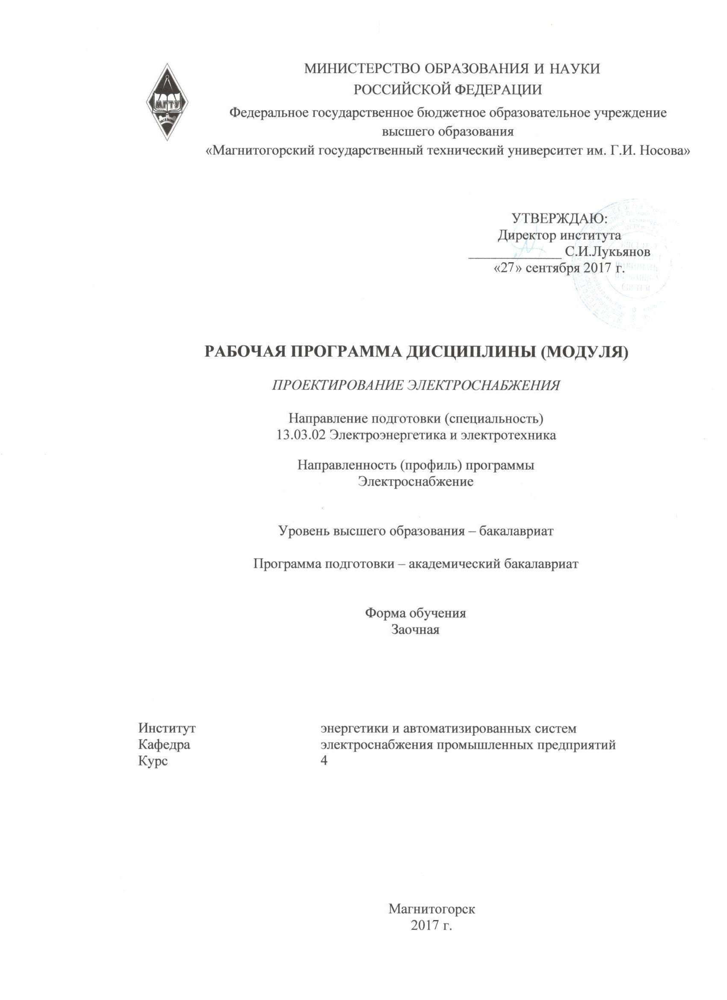 МИНИСТЕРСТВО ОБРАЗОВАНИЯ И НАУКИ
РОССИЙСКОЙ ФЕДЕРАЦИИ
Федеральное государственное бюджетное образовательное учреждение
высшего образования
«Магнитогорский государственный технический университет им. Г.И. Носова»
МГТУ
УТВЕРЖДАЮ:
Директор института
С.И.Лукьянов
«27» сентября 2017 г.
РАБОЧАЯ ПРОГРАММА ДИСЦИПЛИНЫ (МОДУЛЯ)
ПРОЕКТИРОВАНИЕ ЭЛЕКТРОСНАБЖЕНИЯ
Направление подготовки (специальность)
13.03.02 Электроэнергетика и электротехника
Направленность (профиль) программы
Электроснабжение
Уровень высшего образования – бакалавриат
Программа подготовки – академический бакалавриат
Форма обучения
Заочная
Институт энергетики и автоматизированных систем
Кафедра электроснабжения промышленных предприятий
Курс 4
Магнитогорск
2017 г.